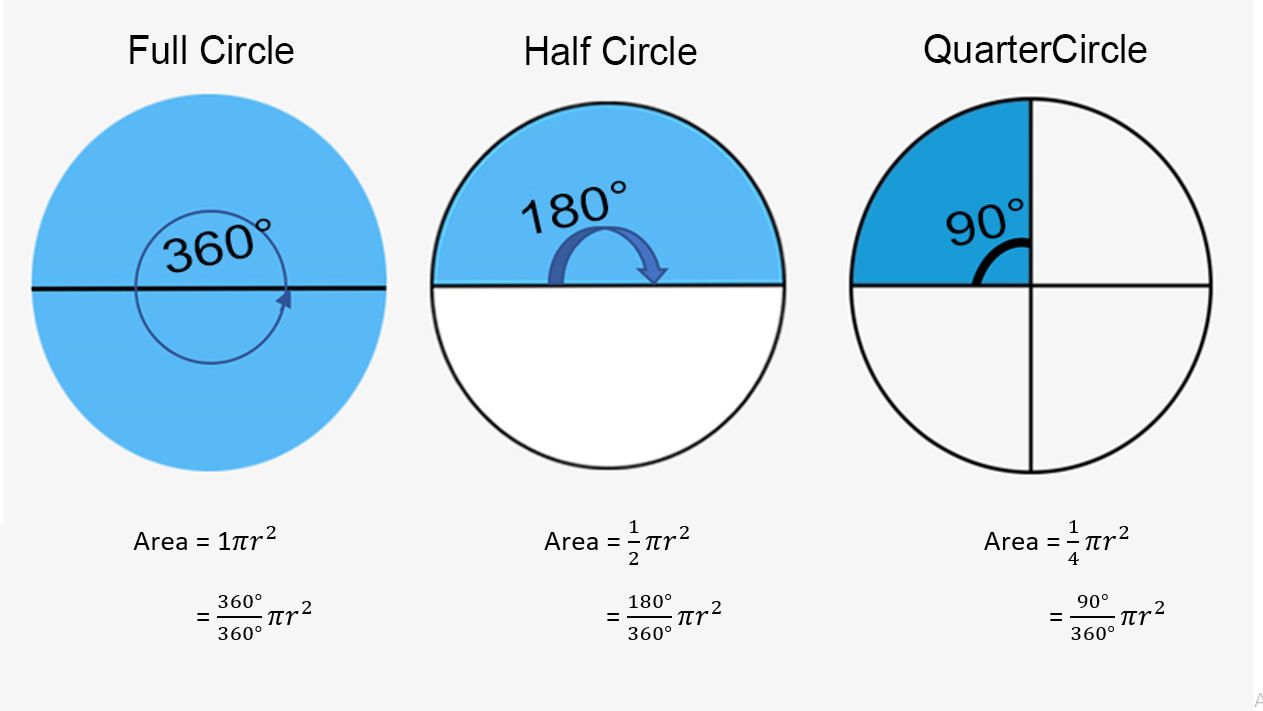 Full Circle
Half Circle
QuarterCircle
360°
180°
90°
Area = 1πr²
Area = 1/2 πr²
Area = 1/4 πr²
= 360°/360° πr²
= 180°/360° πr²
= 90°/360° πr²
A